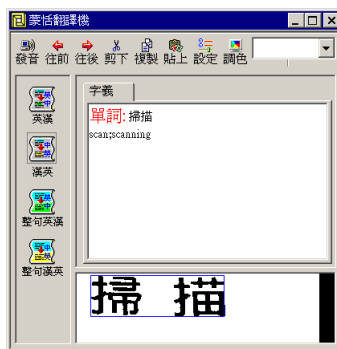 蒙恬翻譯機
發音 往前 往後 剪下 複製 貼上 設定 調色
英漢
漢英
整句英漢
整句漢英
字義
單詞: 掃描
scan;scanning
掃 描